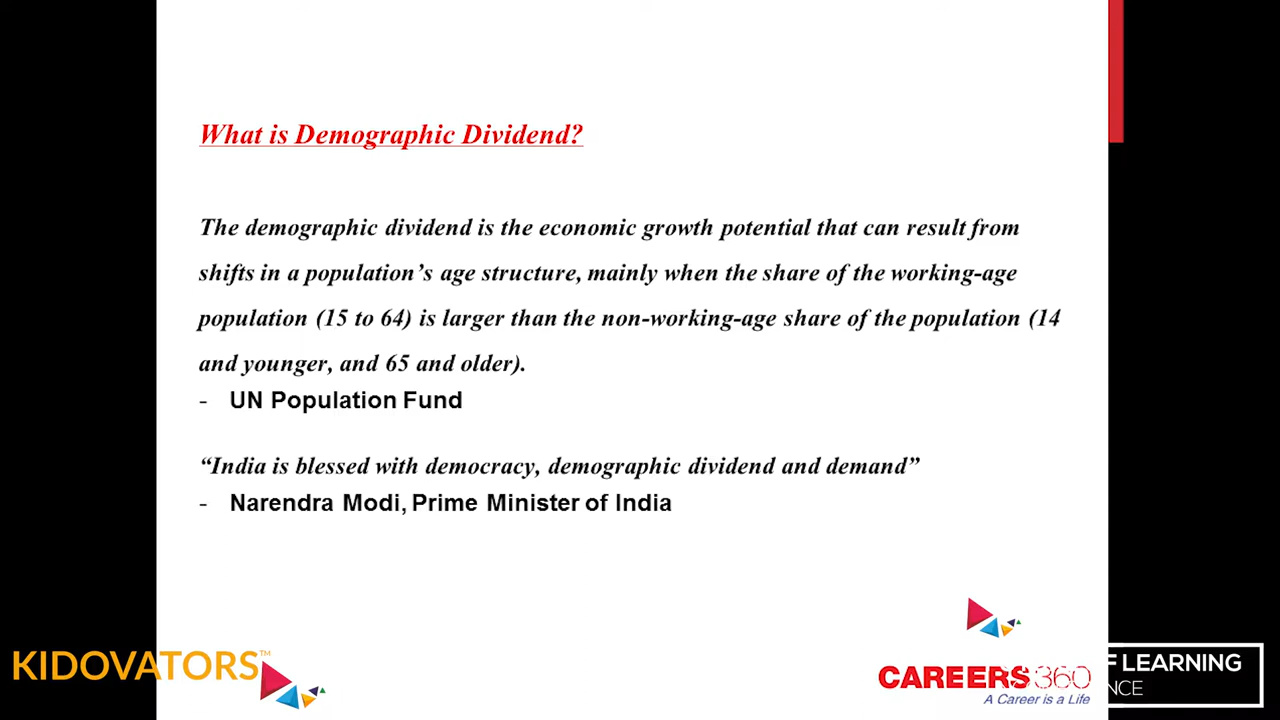 What is Demographic Dividend?
The demographic dividend is the economic growth potential that can result from
shifts in a population’s age structure, mainly when the share of the working-age
population (15 to 64) is larger than the non-working-age share of the population (14
and younger, and 65 and older).
- UN Population Fund
“India is blessed with democracy, demographic dividend and demand”
- Narendra Modi, Prime Minister of India
KIDOVATORS™
CAREERS360
A Career is a Life
F LEARNING
NCE